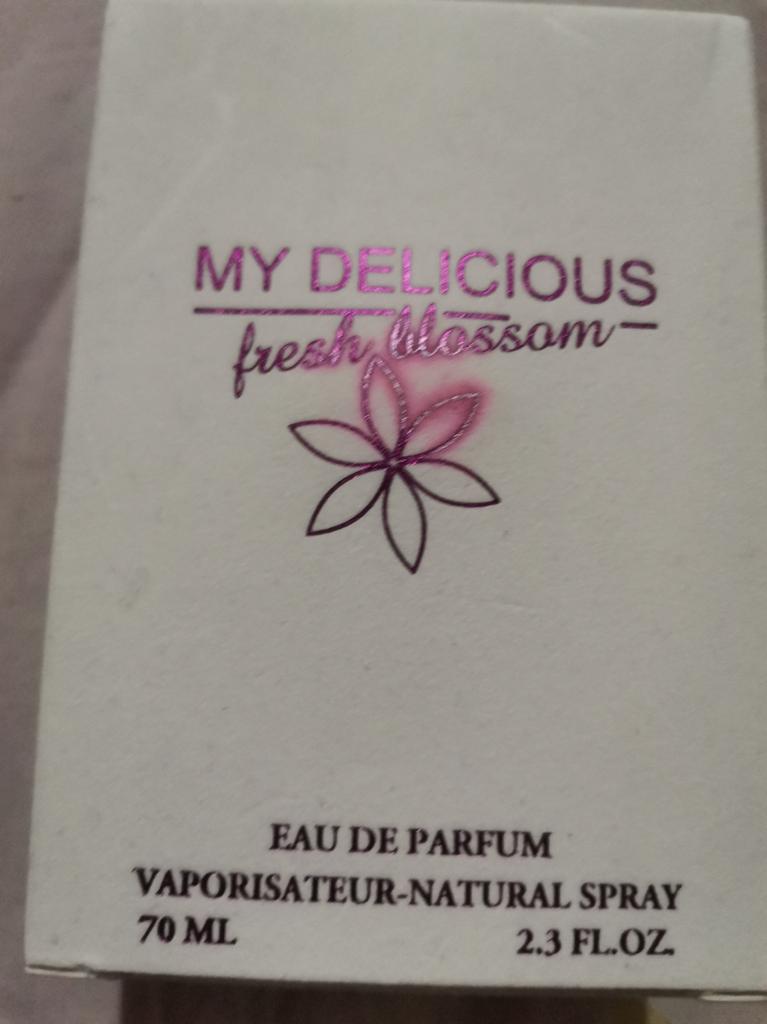 MY DELICIOUS
fresh blossom
EAU DE PARFUM
VAPORISATEUR-NATURAL SPRAY
70 ML 2.3 FL.OZ.